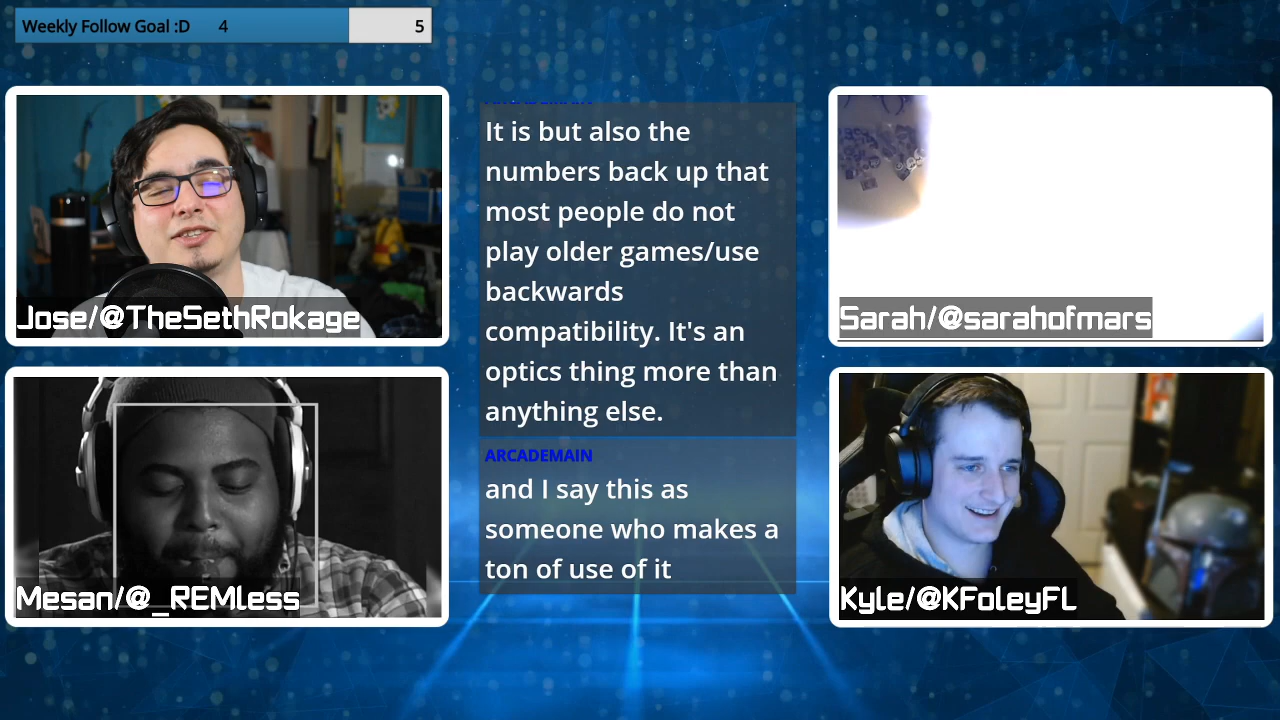 Weekly Follow Goal :D 4 5
It is but also the
numbers back up that
most people do not
play older games/use
backwards
compatibility. It's an
optics thing more than
anything else.
ARCADEMAIN
and I say this as
someone who makes a
ton of use of it
Jose/@TheSethRokage
Sarah/@sarahofmars
Mesan/@_REMless
Kyle/@KFoleyFL